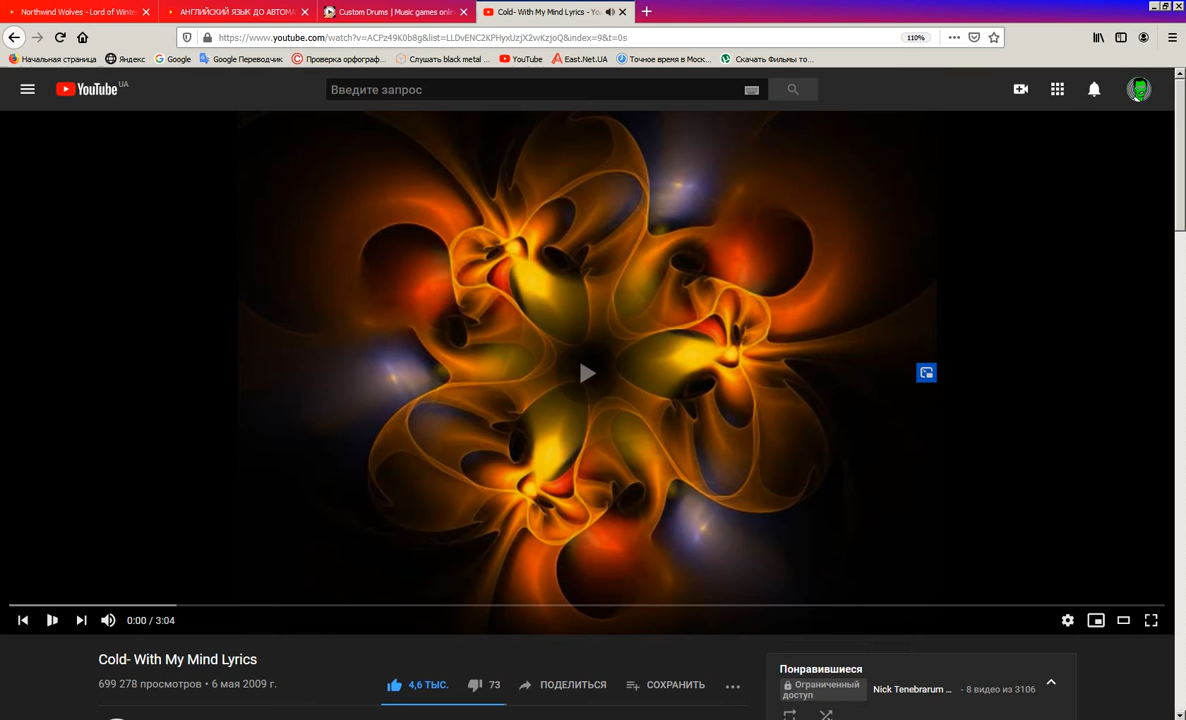 Northwind Wolves - Lord of Winte
АНГЛИЙСКИЙ ЯЗЫК ДО АВТОМА
Custom Drums | Music games onlin
Cold- With My Mind Lyrics - Yo
https://www.youtube.com/watch?v=ACPz49K0b8g&list=LLDvENC2KPHyxUzjX2wKzjoQ&index=9&t=0s
110%
Начальная страница
Яндекс
Google
Google Переводчик
Проверка орфограф...
Слушать black metal ...
YouTube
East.Net.UA
Точное время в Моск...
Скачать Фильмы то...
YouTube UA
Введите запрос
0:00 / 3:04
Cold- With My Mind Lyrics
699 278 просмотров • 6 мая 2009 г.
4,6 ТЫС.
73
ПОДЕЛИТЬСЯ
СОХРАНИТЬ
Понравившиеся
Ограниченный
доступ
Nick Tenebrarum ... - 8 видео из 3106